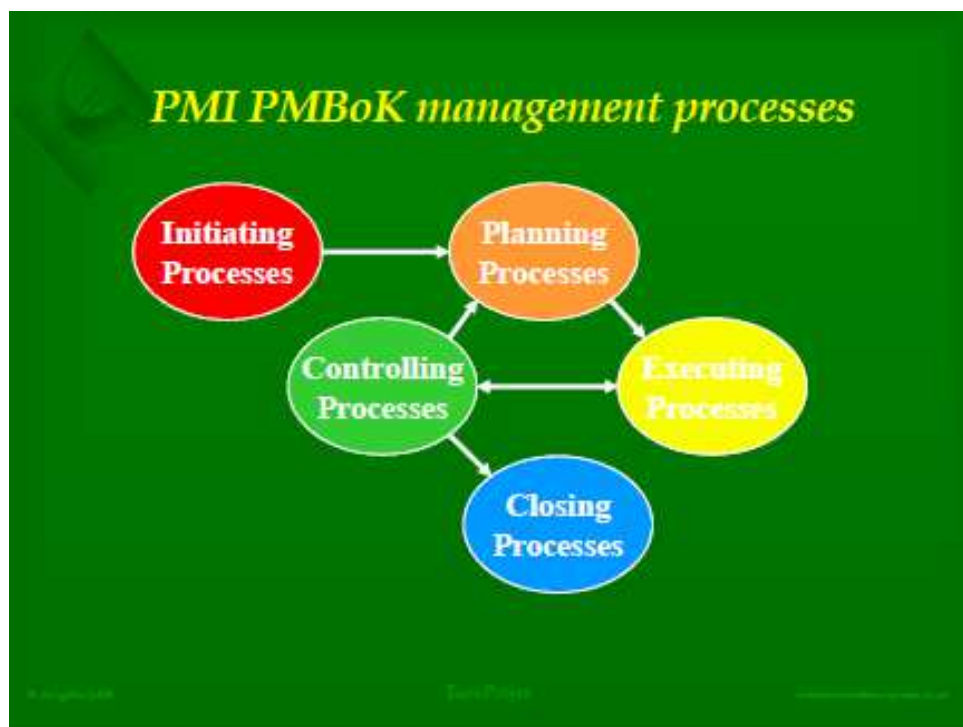 PMI PMBoK management processes
Initiating
Processes
Planning
Processes
Controlling
Processes
Executing
Processes
Closing
Processes